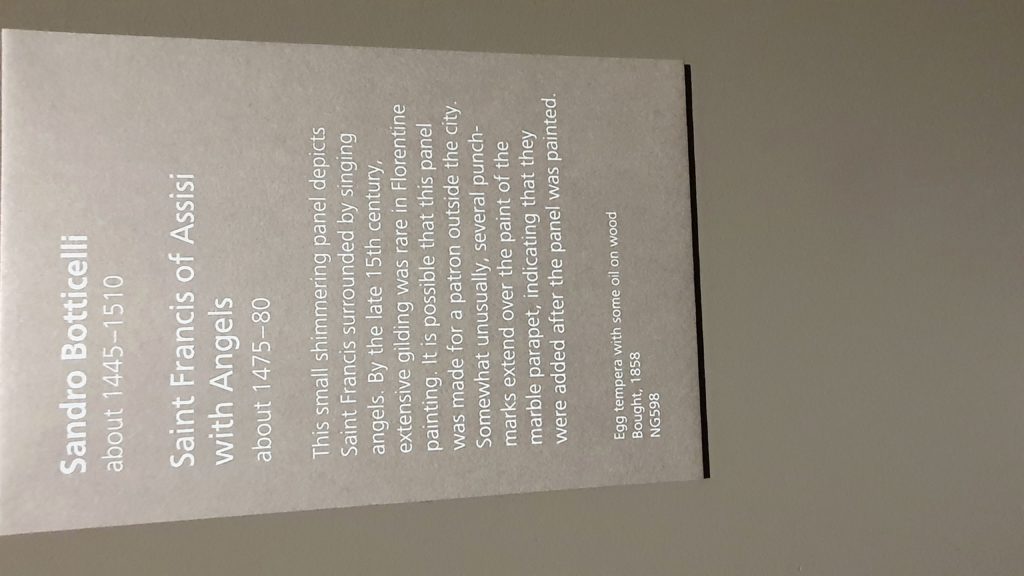 Sandro Botticelli
about 1445–1510
Saint Francis of Assisi
with Angels
about 1475–80
This small shimmering panel depicts
Saint Francis surrounded by singing
angels. By the late 15th century,
extensive gilding was rare in Florentine
painting. It is possible that this panel
was made for a patron outside the city.
Somewhat unusually, several punch-
marks extend over the paint of the
marble parapet, indicating that they
were added after the panel was painted.
Egg tempera with some oil on wood
Bought, 1858
NG598